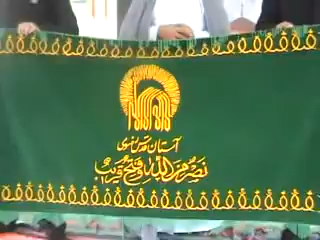 آستان قدس رضوی
نصر من الله و فتح قریب